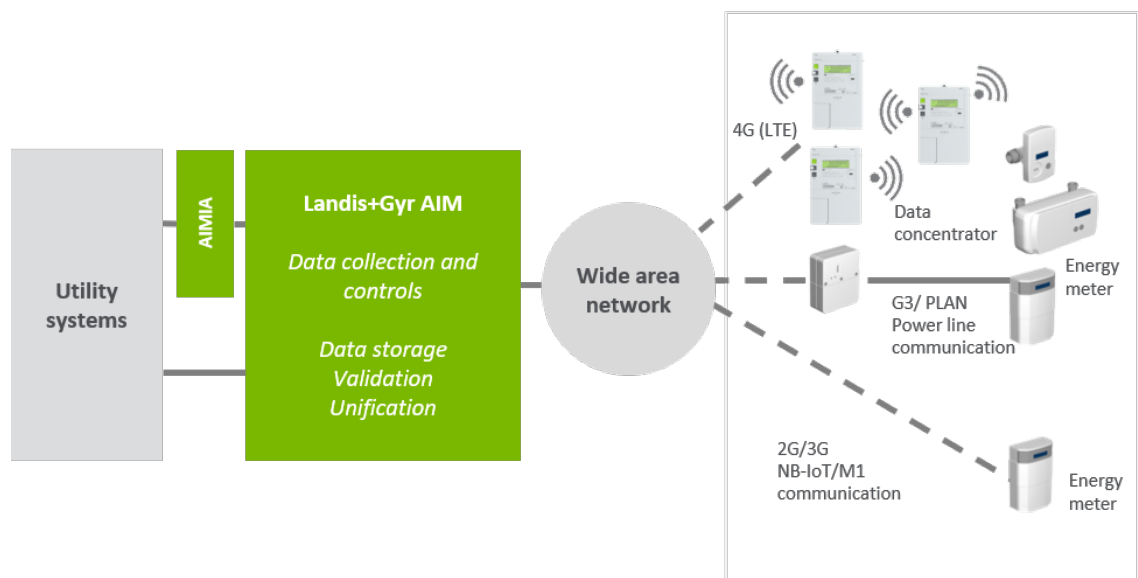 Utility
systems
AIMIA
Landis+Gyr AIM
Data collection and
controls
Data storage
Validation
Unification
Wide area
network
4G (LTE)
Data
concentrator
Energy
meter
G3/ PLAN
Power line
communication
2G/3G
NB-IoT/M1
communication
Energy
meter